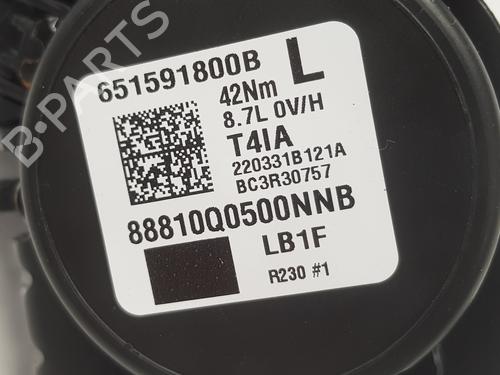 B-PARTS
651591800B
L
42Nm
8.7L 0V/H
T4IA
220331B121A
BC3R30757
88810Q0500NNB
LB1F
R230 #1